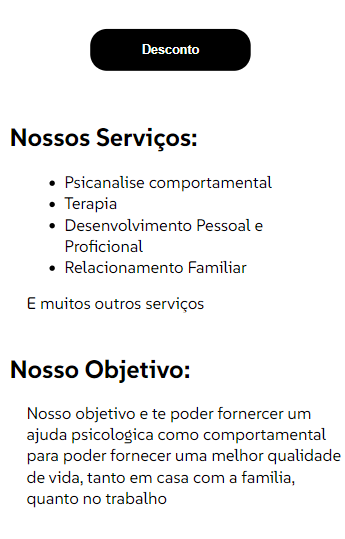 Desconto
Nossos Serviços:
Psicanalise comportamental
Terapia
Desenvolvimento Pessoal e
Proficional
Relacionamento Familiar
E muitos outros serviços
Nosso Objetivo:
Nosso objetivo e te poder fornercer um
ajuda psicologica como comportamental
para poder fornecer uma melhor qualidade
de vida, tanto em casa com a familia,
quanto no trabalho